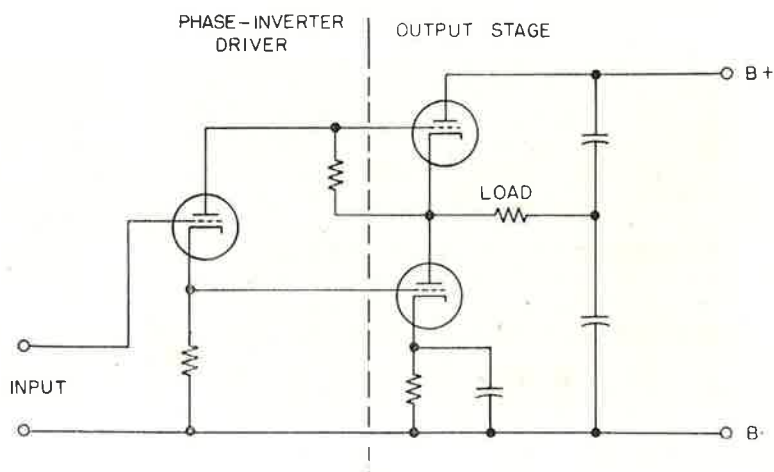 PHASE-INVERTER
DRIVER
OUTPUT STAGE
B+
LOAD
INPUT
B-